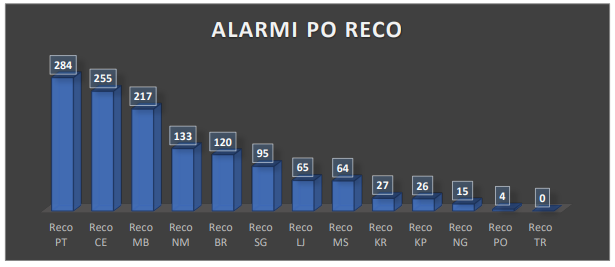 ALARMI PO RECO
284
255
217
133
120
95
65
64
27
26
15
4
0
Reco PT
Reco CE
Reco MB
Reco NM
Reco BR
Reco SG
Reco LJ
Reco MS
Reco KR
Reco KP
Reco NG
Reco PO
Reco TR